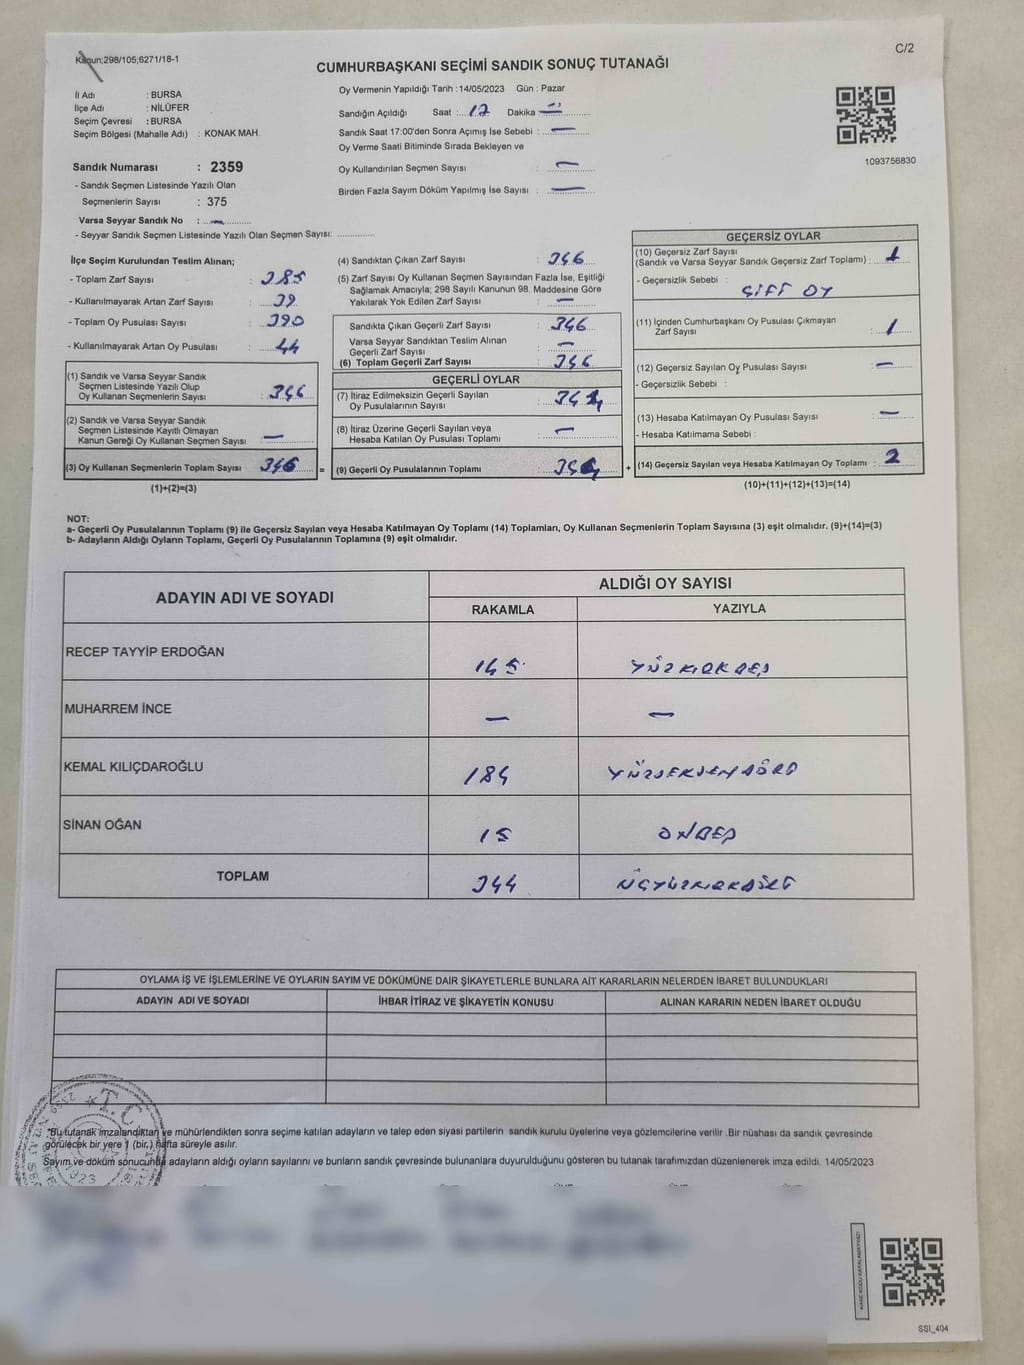 Kanun;298/105;6271/18-1
C/2
CUMHURBAŞKANI SEÇİMİ SANDIK SONUÇ TUTANAĞI
İl Adı : BURSA
İlçe Adı : NİLÜFER
Seçim Çevresi : BURSA
Seçim Bölgesi (Mahalle Adı) : KONAK MAH.
Sandık Numarası : 2359
- Sandık Seçmen Listesinde Yazılı Olan
Seçmenlerin Sayısı : 375
Varsa Seyyar Sandık No : —
- Seyyar Sandık Seçmen Listesinde Yazılı Olan Seçmen Sayısı:
Oy Vermenin Yapıldığı Tarih : 14/05/2023 Gün : Pazar
Sandığın Açıldığı Saat : 17 Dakika —
Sandık Saat 17:00'den Sonra Açımış İse Sebebi : —
Oy Verme Saati Bitiminde Sırada Bekleyen ve
Oy Kullandırılan Seçmen Sayısı : —
Birden Fazla Sayım Döküm Yapılmış İse Sayısı : —
1093756830
İlçe Seçim Kurulundan Teslim Alınan;
- Toplam Zarf Sayısı : 385
- Kullanılmayarak Artan Zarf Sayısı : 39
- Toplam Oy Pusulası Sayısı : 390
- Kullanılmayarak Artan Oy Pusulası : 44
(1) Sandık ve Varsa Seyyar Sandık
Seçmen Listesinde Yazılı Olup
Oy Kullanan Seçmenlerin Sayısı : 346
(2) Sandık ve Varsa Seyyar Sandık
Seçmen Listesinde Kayıtlı Olmayan
Kanun Gereği Oy Kullanan Seçmen Sayısı : —
(3) Oy Kullanan Seçmenlerin Toplam Sayısı : 346
(1)+(2)=(3)
(4) Sandıktan Çıkan Zarf Sayısı : 346
(5) Zarf Sayısı Oy Kullanan Seçmen Sayısından Fazla İse, Eşitliği
Sağlamak Amacıyla; 298 Sayılı Kanunun 98. Maddesine Göre
Yakılarak Yok Edilen Zarf Sayısı : —
Sandıkta Çıkan Geçerli Zarf Sayısı : 346
Varsa Seyyar Sandıktan Teslim Alınan
Geçerli Zarf Sayısı : —
(6) Toplam Geçerli Zarf Sayısı : 346
GEÇERLİ OYLAR
(7) İtiraz Edilmeksizin Geçerli Sayılan
Oy Pusulalarının Sayısı : 344
(8) İtiraz Üzerine Geçerli Sayılan veya
Hesaba Katılan Oy Pusulası Toplamı : —
= (9) Geçerli Oy Pusulalarının Toplamı : 344 +
GEÇERSİZ OYLAR
(10) Geçersiz Zarf Sayısı
(Sandık ve Varsa Seyyar Sandık Geçersiz Zarf Toplamı) : 1
- Geçersizlik Sebebi :
ÇİFT OY
(11) İçinden Cumhurbaşkanı Oy Pusulası Çıkmayan
Zarf Sayısı : 1
(12) Geçersiz Sayılan Oy Pusulası Sayısı : —
- Geçersizlik Sebebi :
(13) Hesaba Katılmayan Oy Pusulası Sayısı : —
- Hesaba Katılmama Sebebi :
(14) Geçersiz Sayılan veya Hesaba Katılmayan Oy Toplamı : 2
(10)+(11)+(12)+(13)=(14)
NOT:
a- Geçerli Oy Pusulalarının Toplamı (9) ile Geçersiz Sayılan veya Hesaba Katılmayan Oy Toplamı (14) Toplamları, Oy Kullanan Seçmenlerin Toplam Sayısına (3) eşit olmalıdır. (9)+(14)=(3)
b- Adayların Aldığı Oyların Toplamı, Geçerli Oy Pusulalarının Toplamına (9) eşit olmalıdır.
ADAYIN ADI VE SOYADI
ALDIĞI OY SAYISI
RAKAMLA YAZIYLA
RECEP TAYYİP ERDOĞAN 145 YÜZKIRKBEŞ
MUHARREM İNCE — —
KEMAL KILIÇDAROĞLU 184 YÜZSEKSENDÖRD
SİNAN OĞAN 15 ONBEŞ
TOPLAM 344 ÜÇYÜZKIRKDÖRT
OYLAMA İŞ VE İŞLEMLERİNE VE OYLARIN SAYIM VE DÖKÜMÜNE DAİR ŞİKAYETLERLE BUNLARA AİT KARARLARIN NELERDEN İBARET BULUNDUKLARI
ADAYIN ADI VE SOYADI İHBAR İTİRAZ VE ŞİKAYETİN KONUSU ALINAN KARARIN NEDEN İBARET OLDUĞU
T.C
"Bu tutanak imzalandıktan ve mühürlendikten sonra seçime katılan adayların ve talep eden siyasi partilerin sandık kurulu üyelerine veya gözlemcilerine verilir .Bir nüshası da sandık çevresinde
görülecek bir yere 1 (bir.) hafta süreyle asılır.
Sayım ve döküm sonucunda adayların aldığı oyların sayılarını ve bunların sandık çevresinde bulunanlara duyurulduğunu gösteren bu tutanak tarafımızdan düzenlenerek imza edildi. 14/05/2023
SSI_404